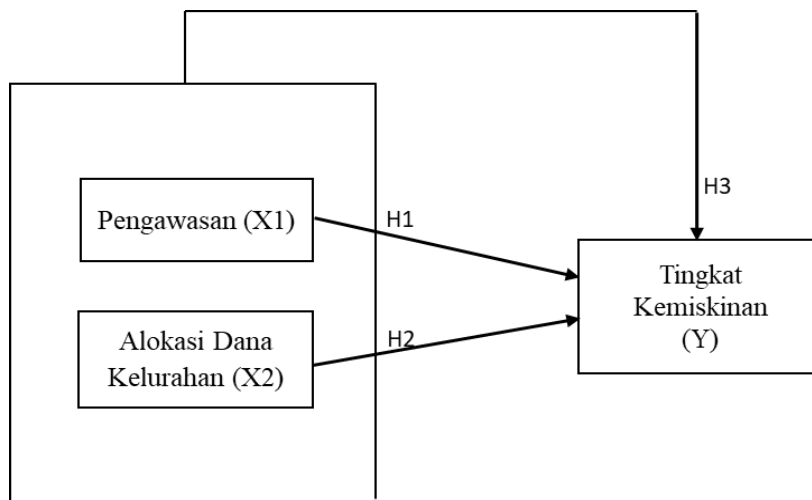 H3
Pengawasan (X1)
H1
Tingkat
Kemiskinan
(Y)
Alokasi Dana
Kelurahan (X2)
H2